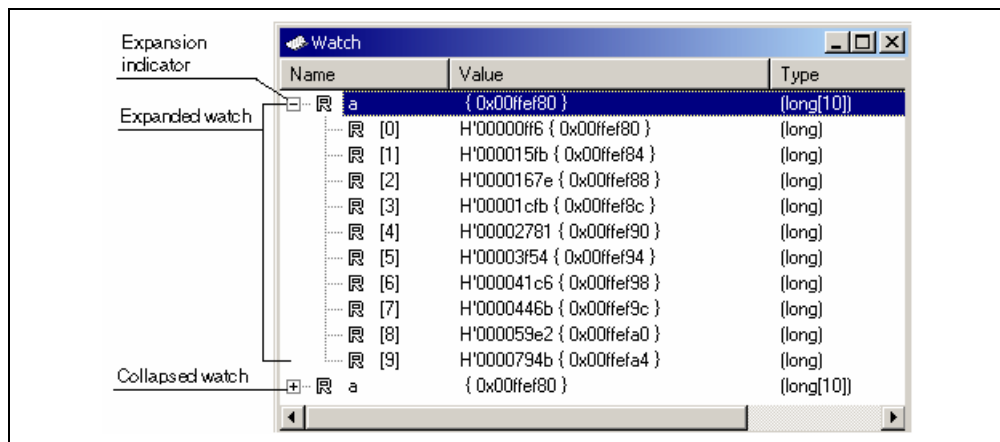 Expansion indicator
Expanded watch
Collapsed watch
Watch
Name Value Type
R a { 0x00ffef80 } (long[10])
R [0] H'00000ff6 { 0x00ffef80 } (long)
R [1] H'000015fb { 0x00ffef84 } (long)
R [2] H'0000167e { 0x00ffef88 } (long)
R [3] H'00001cfb { 0x00ffef8c } (long)
R [4] H'00002781 { 0x00ffef90 } (long)
R [5] H'00003f54 { 0x00ffef94 } (long)
R [6] H'000041c6 { 0x00ffef98 } (long)
R [7] H'0000446b { 0x00ffef9c } (long)
R [8] H'000059e2 { 0x00ffefa0 } (long)
R [9] H'0000794b { 0x00ffefa4 } (long)
R a { 0x00ffef80 } (long[10])